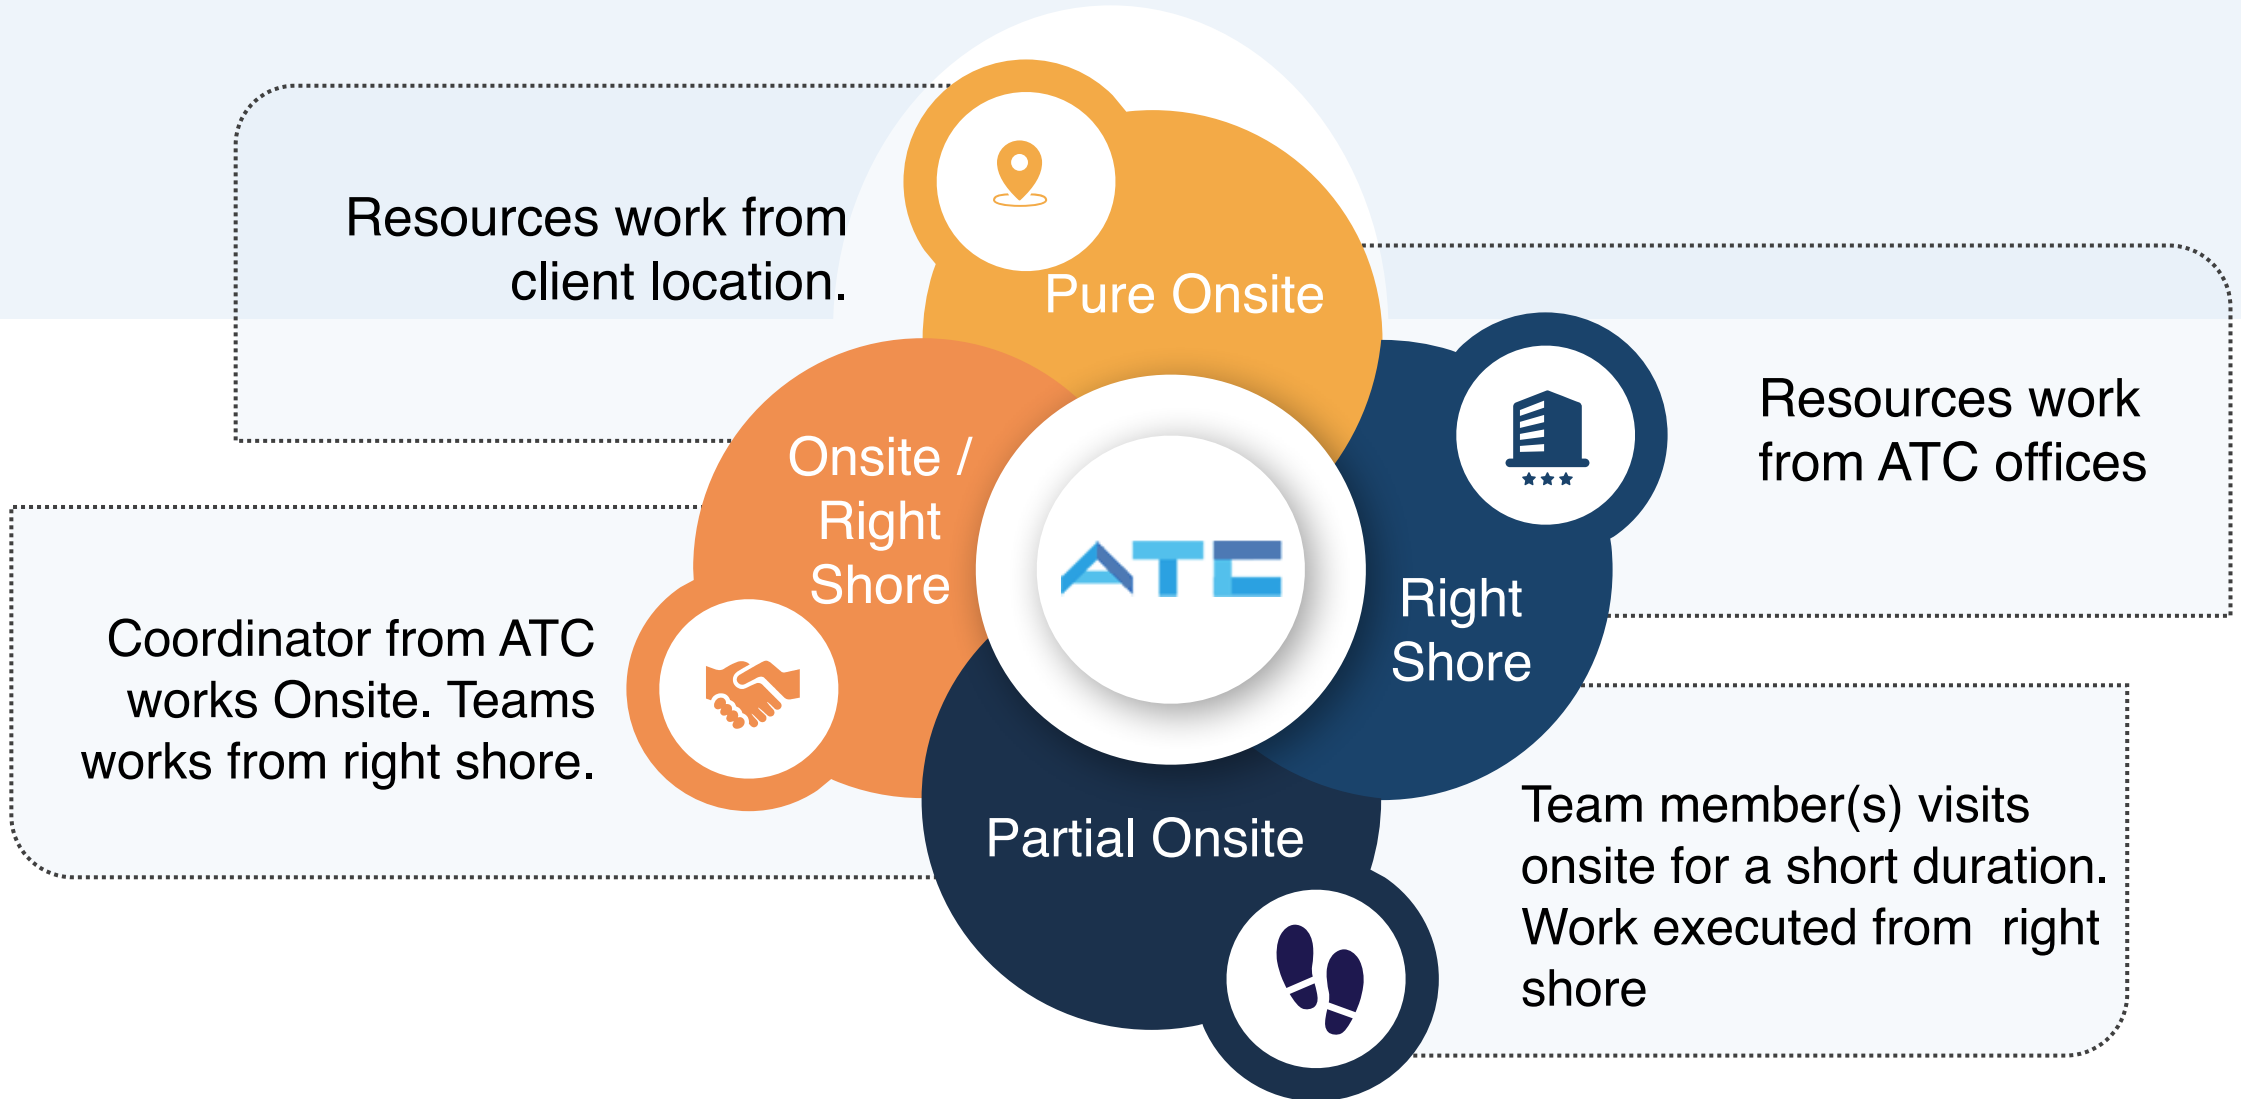 Resources work from
client location.
Pure Onsite
Resources work
from ATC offices
Onsite /
Right
Shore
ATC
Right
Shore
Coordinator from ATC
works Onsite. Teams
works from right shore.
Partial Onsite
Team member(s) visits
onsite for a short duration.
Work executed from  right
shore